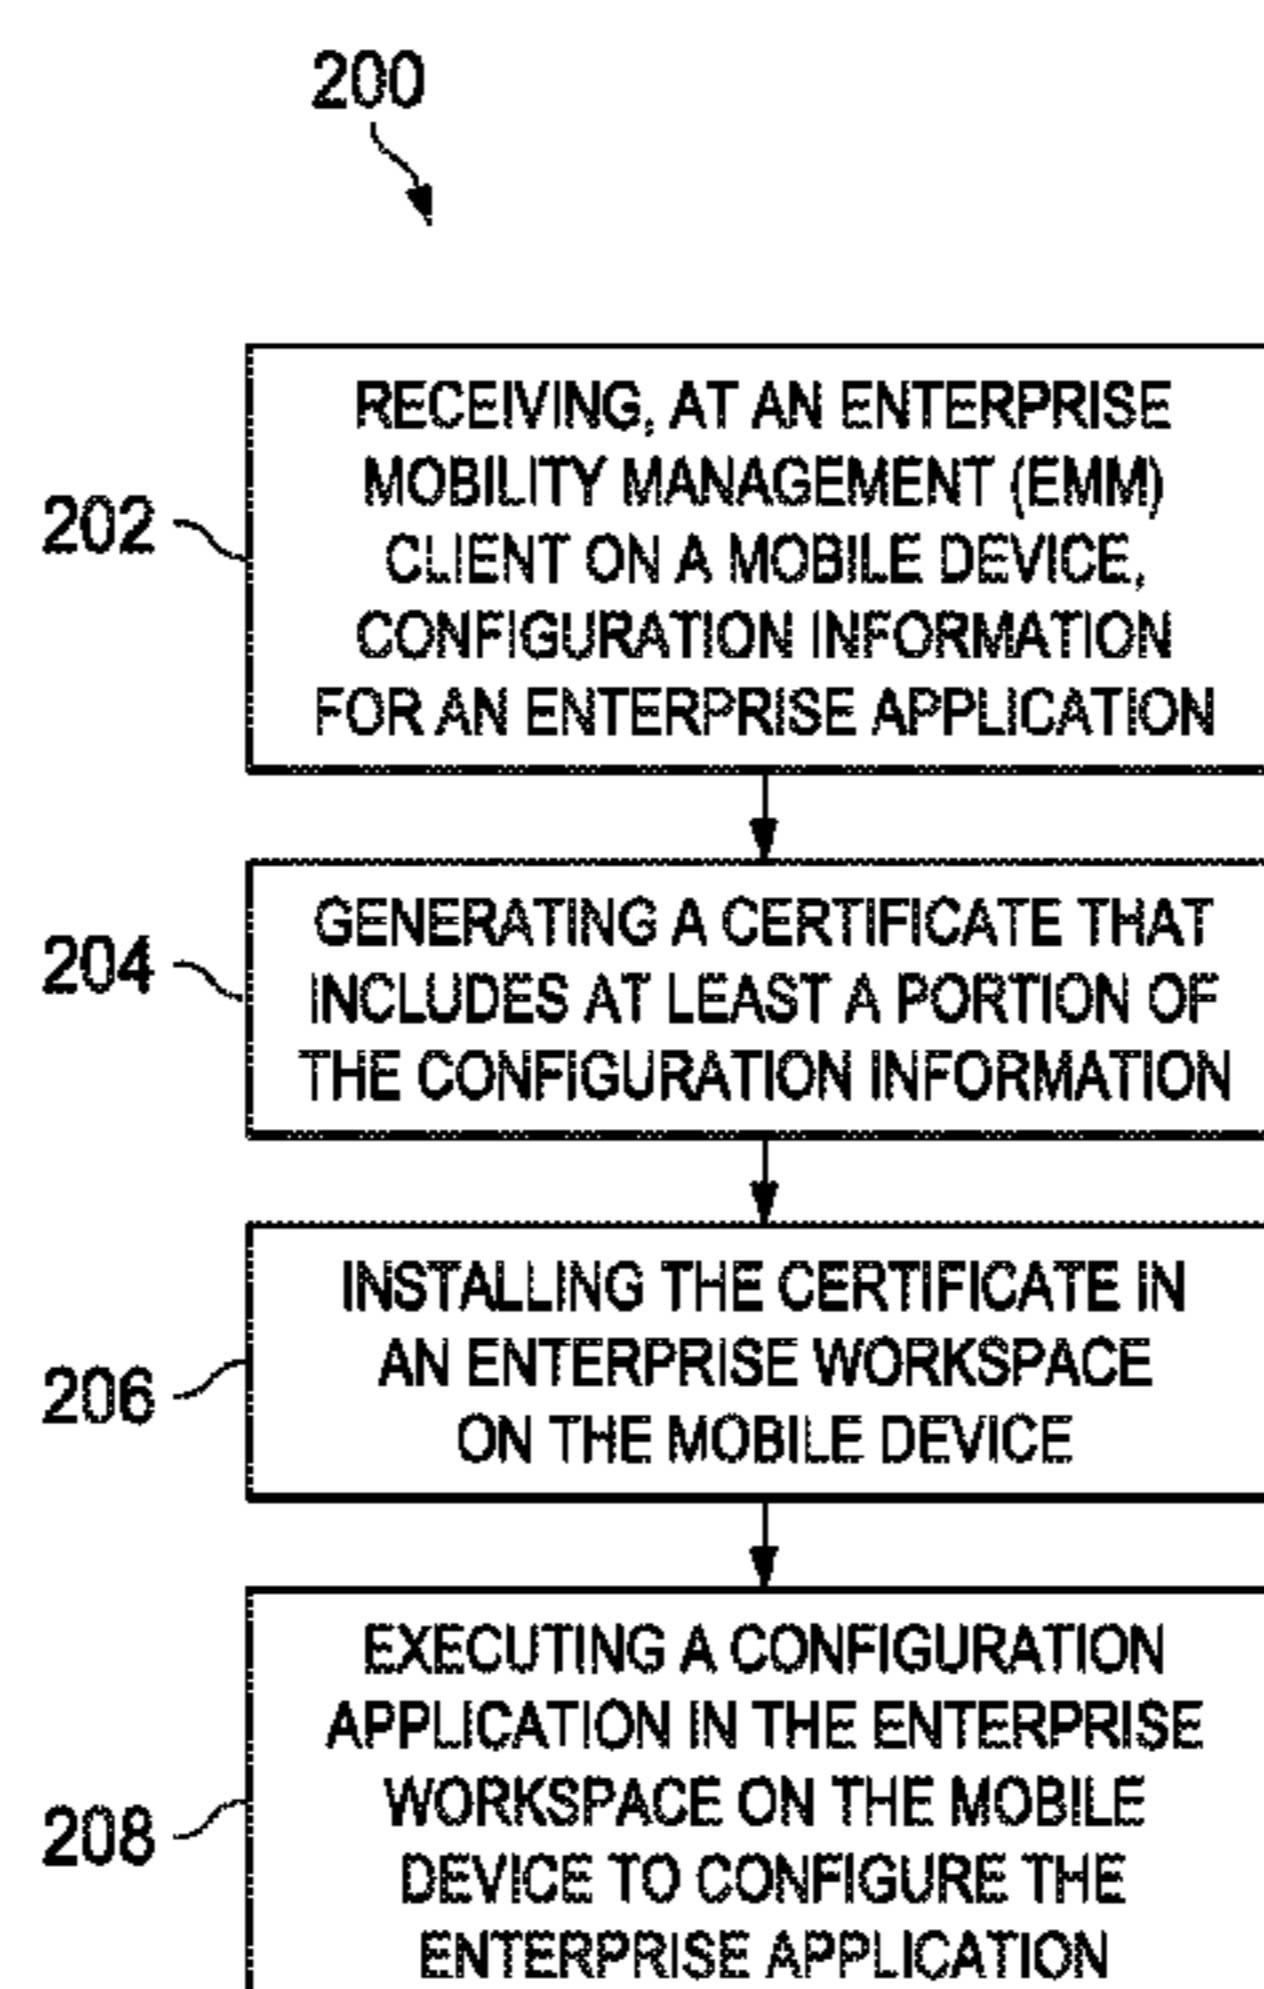 200
202
RECEIVING, AT AN ENTERPRISE
MOBILITY MANAGEMENT (EMM)
CLIENT ON A MOBILE DEVICE,
CONFIGURATION INFORMATION
FOR AN ENTERPRISE APPLICATION
204
GENERATING A CERTIFICATE THAT
INCLUDES AT LEAST A PORTION OF
THE CONFIGURATION INFORMATION
206
INSTALLING THE CERTIFICATE IN
AN ENTERPRISE WORKSPACE
ON THE MOBILE DEVICE
208
EXECUTING A CONFIGURATION
APPLICATION IN THE ENTERPRISE
WORKSPACE ON THE MOBILE
DEVICE TO CONFIGURE THE
ENTERPRISE APPLICATION